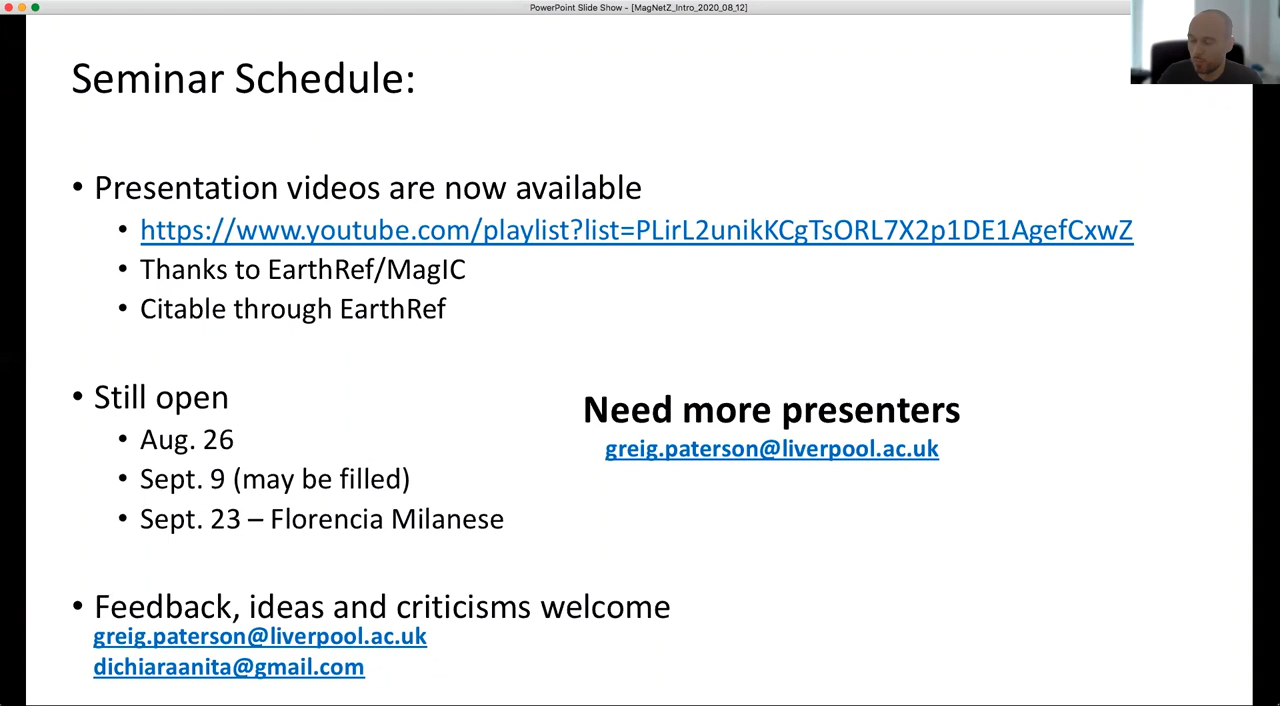 PowerPoint Slide Show - [MagNetZ_Intro_2020_08_12]
Seminar Schedule:
• Presentation videos are now available
• https://www.youtube.com/playlist?list=PLirL2unikKCgTsORL7X2p1DE1AgefCxwZ
• Thanks to EarthRef/MagIC
• Citable through EarthRef
• Still open
• Aug. 26
• Sept. 9 (may be filled)
• Sept. 23 – Florencia Milanese
Need more presenters
greig.paterson@liverpool.ac.uk
• Feedback, ideas and criticisms welcome
greig.paterson@liverpool.ac.uk
dichiaraanita@gmail.com